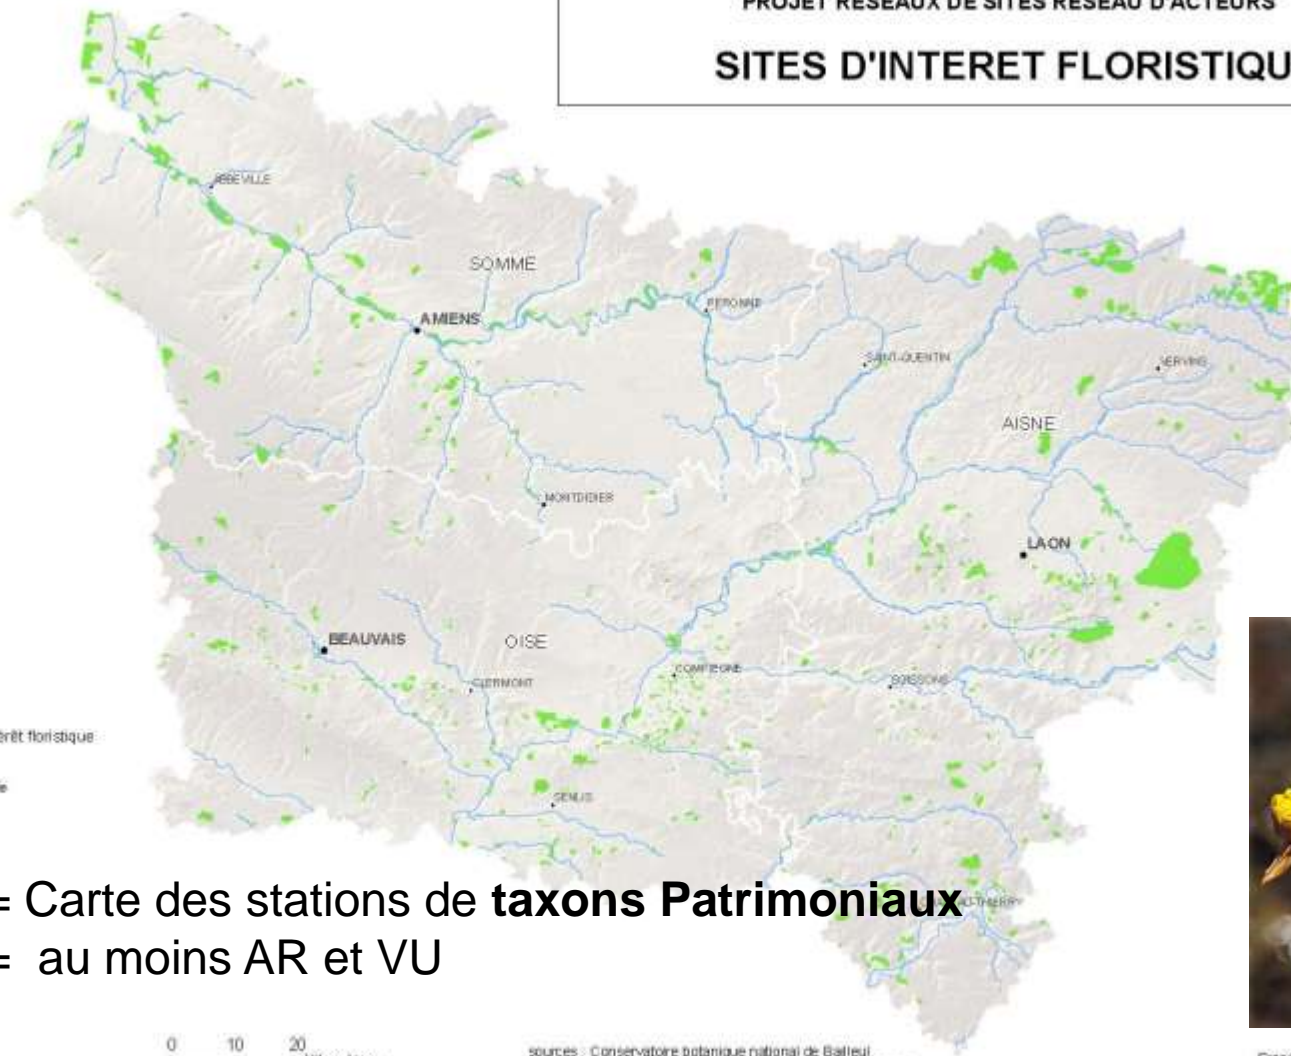 PROJET RESEAUX DE SITES RESEAU D'ACTEURS
SITES D'INTERET FLORISTIQU
ABBEVILLE
SOMME
PERONNE
AMIENS
SAINT-QUENTIN
VERVINS
AISNE
MONTDIDIER
LAON
BEAUVAIS
OISE
COMPIEGNE
SOISSONS
CLERMONT
érêt floristique
SENLIS
= Carte des stations de taxons Patrimoniaux
CHATEAU-THIERRY
= au moins AR et VU
0 10 20
sources : Conservatoire botanique national de Bailleul